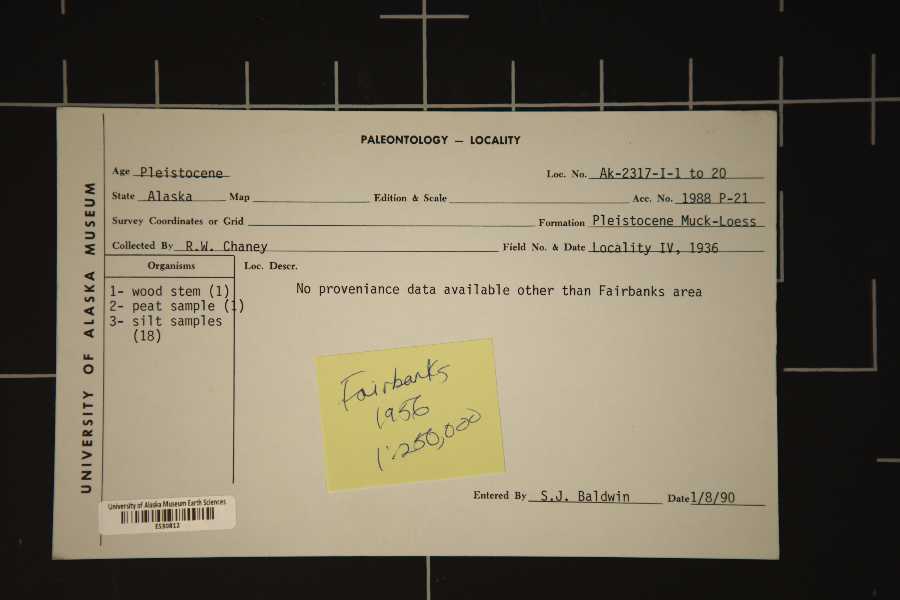 PALEONTOLOGY — LOCALITY
Age Pleistocene Loc. No. Ak-2317-I-1 to 20
State Alaska Map Edition & Scale Acc. No. 1988 P-21
Survey Coordinates or Grid Formation Pleistocene Muck-Loess
Collected By R.W. Chaney Field No. & Date Locality IV, 1936
Organisms Loc. Descr.
1- wood stem (1)
2- peat sample (1)
3- silt samples
(18)
No proveniance data available other than Fairbanks area
Fairbanks
1956
1:250,000
Entered By S.J. Baldwin Date 1/8/90
UNIVERSITY OF ALASKA MUSEUM
University of Alaska Museum Earth Sciences
ES30812